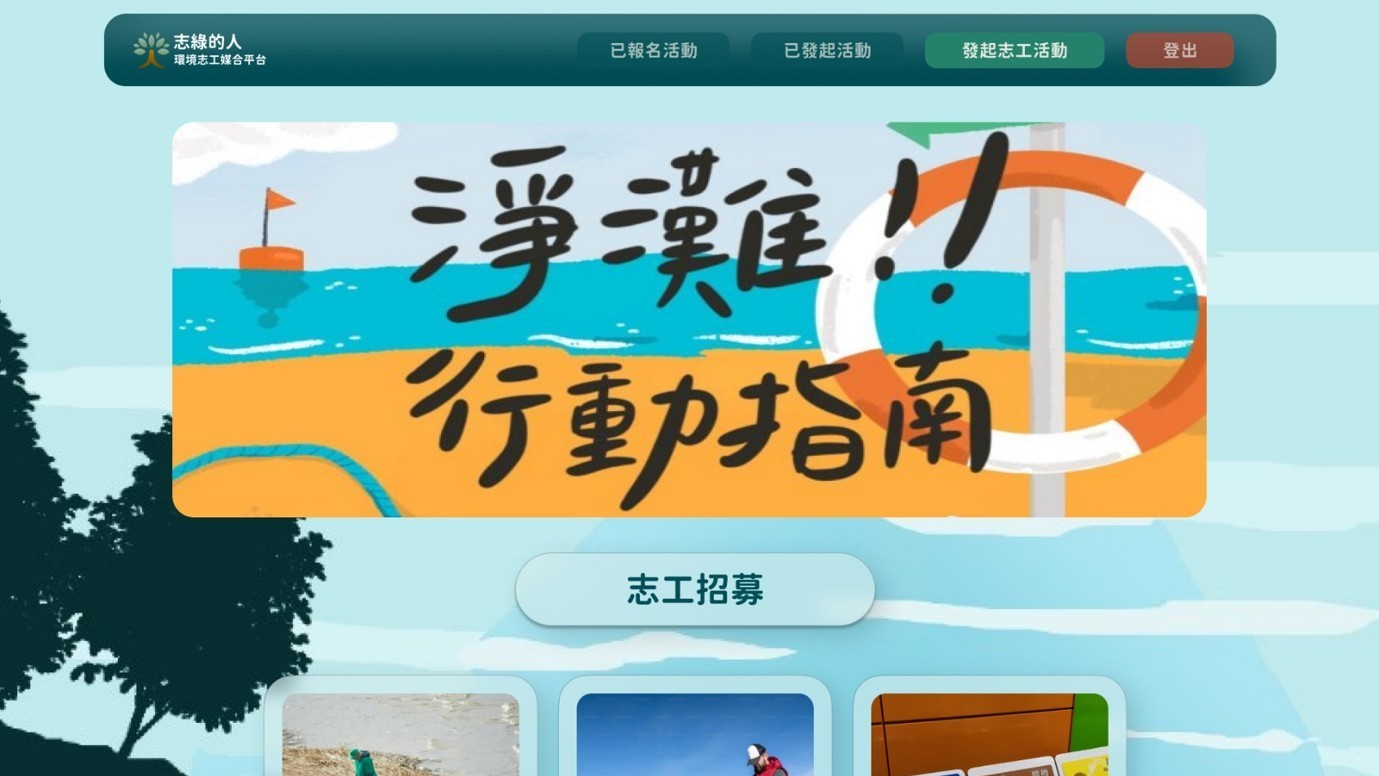 志綠的人
環境志工媒合平台
已報名活動
已發起活動
發起志工活動
登出
淨灘!!
行動指南
志工招募